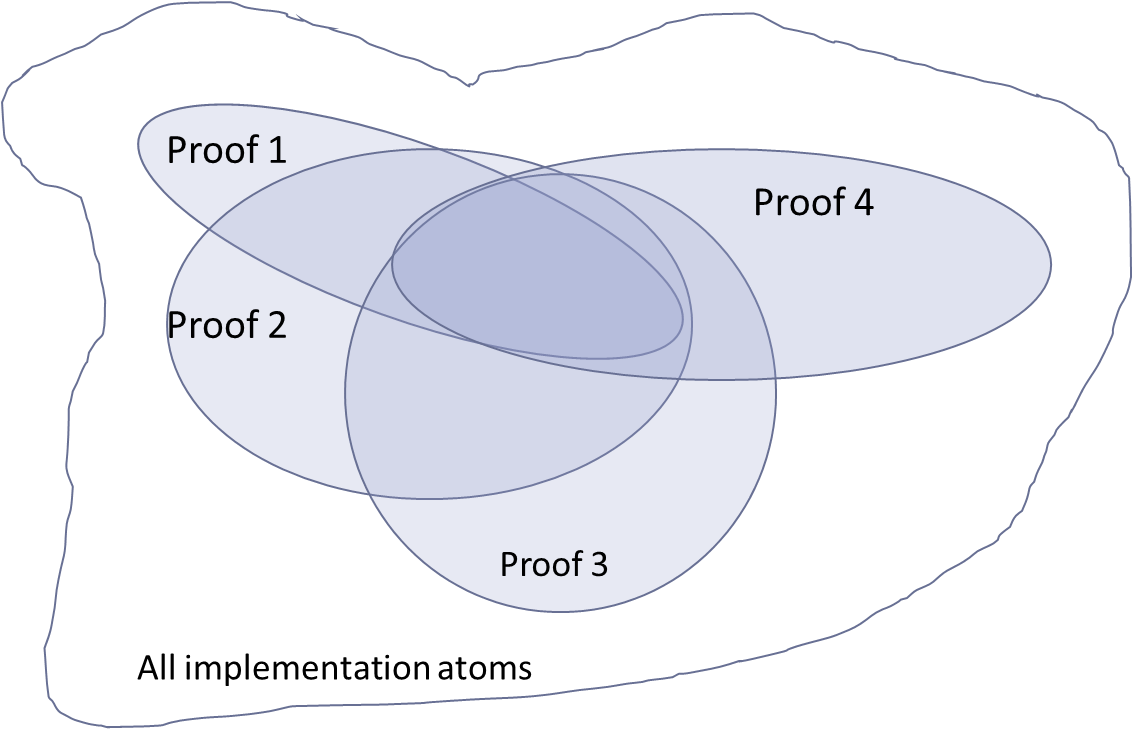 Proof 1
Proof 4
Proof 2
Proof 3
All implementation atoms